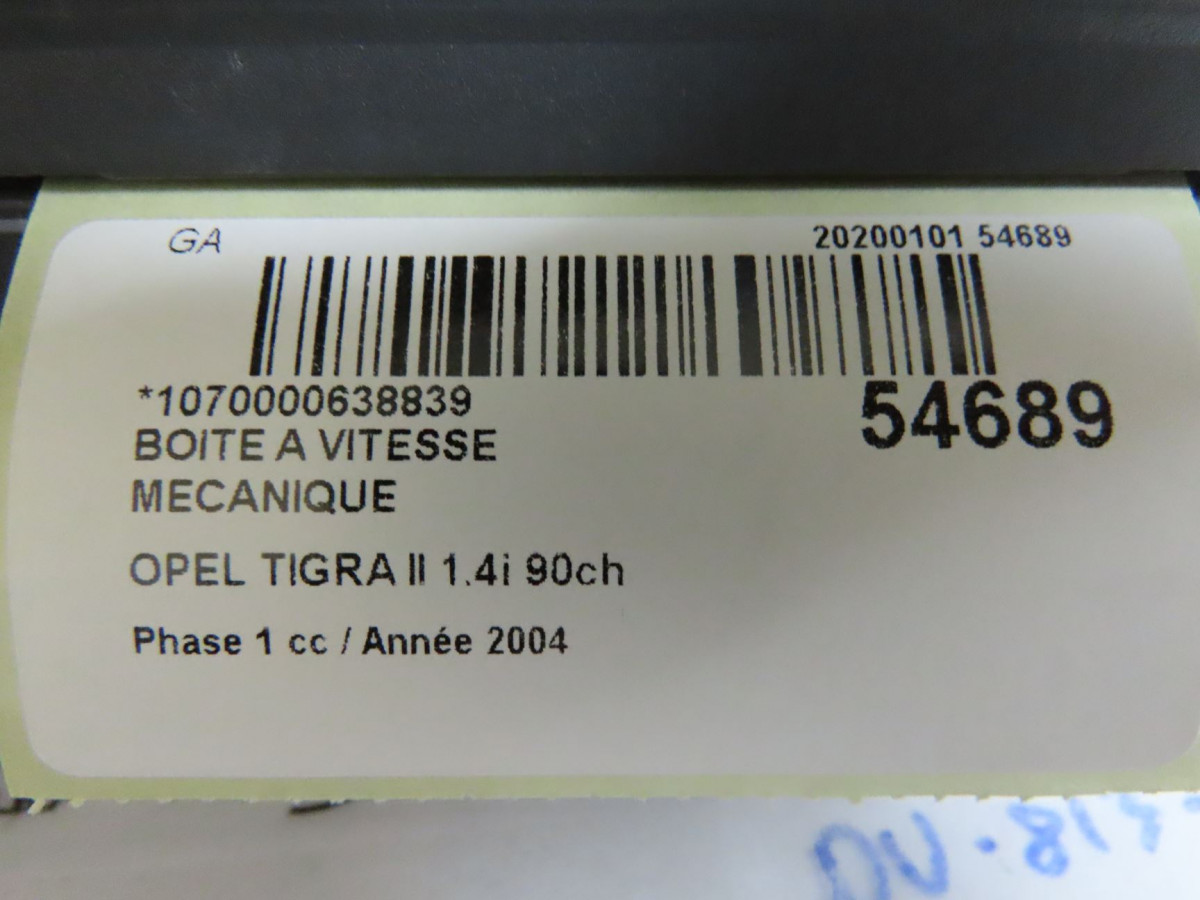 GA
20200101 54689
*1070000638839
54689
BOITE A VITESSE
MECANIQUE
OPEL TIGRA II 1.4i 90ch
Phase 1 cc / Année 2004